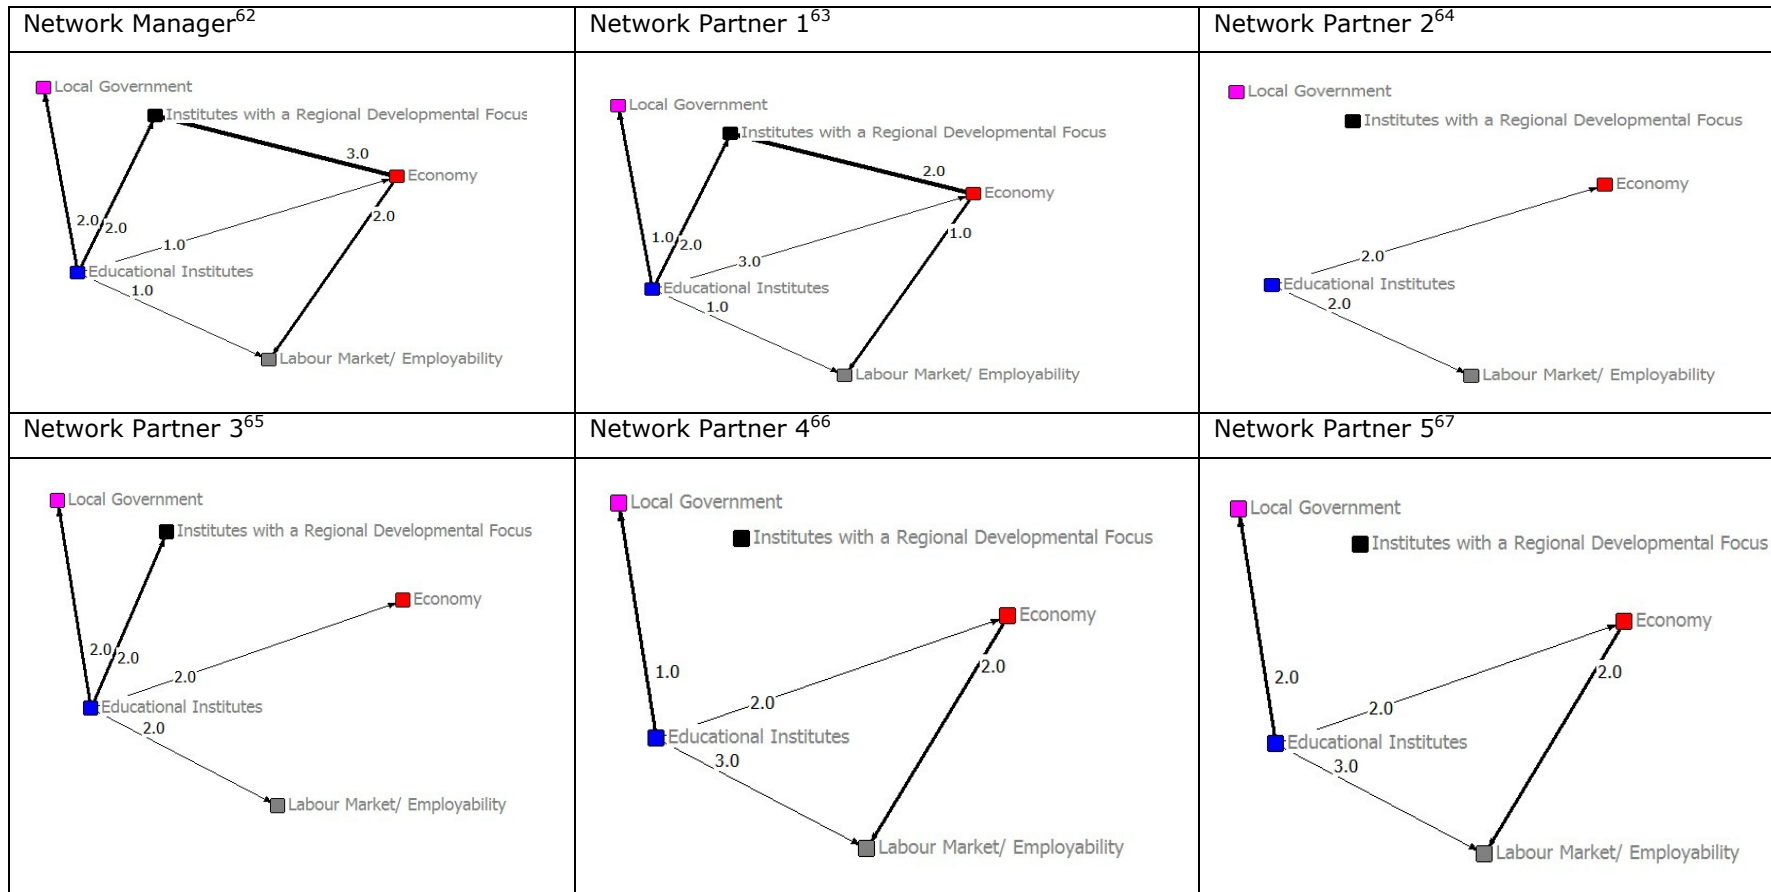 Network Manager62
Network Partner 163
Network Partner 264
Local Government
Institutes with a Regional Developmental Focus
3.0
Economy
2.0
2.0
2.0
1.0
Educational Institutes
1.0
Labour Market/ Employability
Local Government
Institutes with a Regional Developmental Focus
2.0
Economy
1.0
1.0
2.0
3.0
Educational Institutes
1.0
Labour Market/ Employability
Local Government
Institutes with a Regional Developmental Focus
Economy
2.0
Educational Institutes
2.0
Labour Market/ Employability
Network Partner 365
Network Partner 466
Network Partner 567
Local Government
Institutes with a Regional Developmental Focus
Economy
2.0
2.0
2.0
Educational Institutes
2.0
Labour Market/ Employability
Local Government
Institutes with a Regional Developmental Focus
Economy
2.0
1.0
2.0
Educational Institutes
3.0
Labour Market/ Employability
Local Government
Institutes with a Regional Developmental Focus
Economy
2.0
2.0
2.0
Educational Institutes
3.0
Labour Market/ Employability